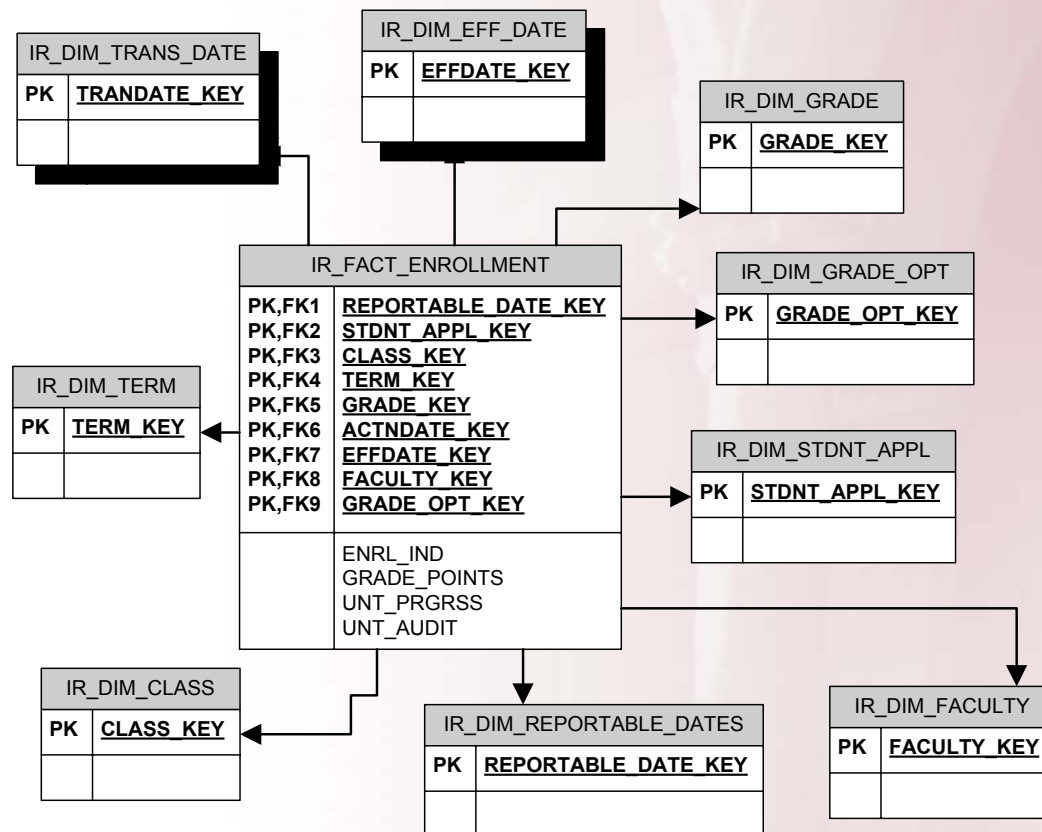 IR_DIM_TRANS_DATE
PK TRANDATE_KEY
IR_DIM_EFF_DATE
PK EFFDATE_KEY
IR_DIM_GRADE
PK GRADE_KEY
IR_FACT_ENROLLMENT
PK,FK1 REPORTABLE_DATE_KEY
PK,FK2 STDNT_APPL_KEY
PK,FK3 CLASS_KEY
PK,FK4 TERM_KEY
PK,FK5 GRADE_KEY
PK,FK6 ACTNDATE_KEY
PK,FK7 EFFDATE_KEY
PK,FK8 FACULTY_KEY
PK,FK9 GRADE_OPT_KEY
ENRL_IND
GRADE_POINTS
UNT_PRGRSS
UNT_AUDIT
IR_DIM_GRADE_OPT
PK GRADE_OPT_KEY
IR_DIM_TERM
PK TERM_KEY
IR_DIM_STDNT_APPL
PK STDNT_APPL_KEY
IR_DIM_CLASS
PK CLASS_KEY
IR_DIM_REPORTABLE_DATES
PK REPORTABLE_DATE_KEY
IR_DIM_FACULTY
PK FACULTY_KEY